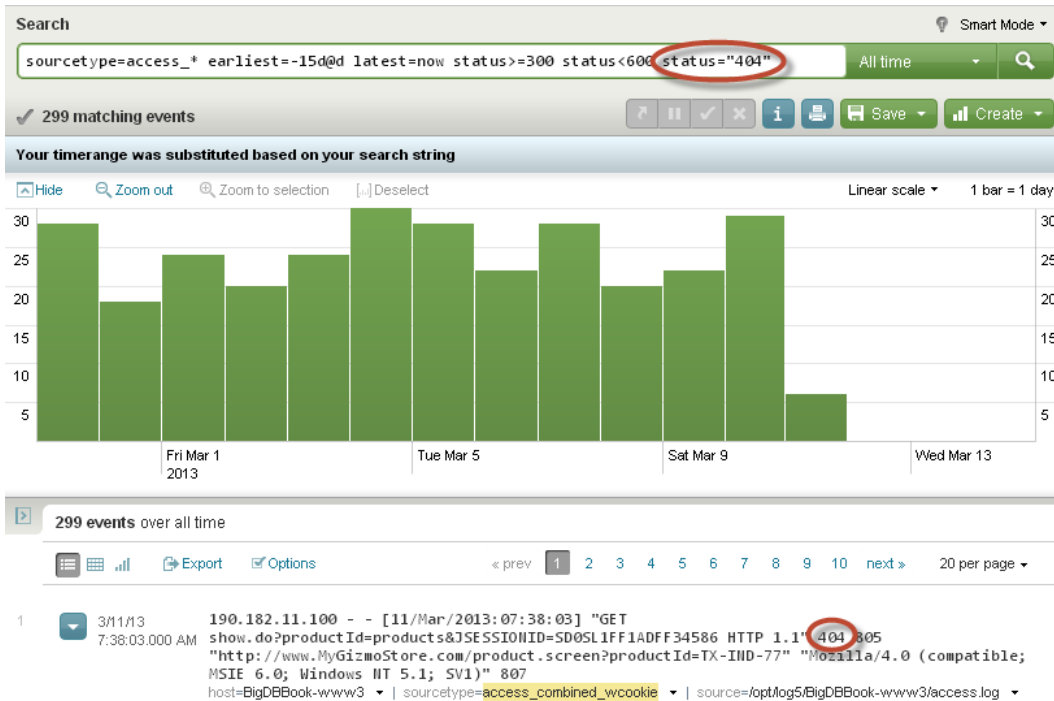 Search
Smart Mode
sourcetype=access_* earliest=-15d@d latest=now status>=300 status<600 status="404"
All time
299 matching events
i
Save
Create
Your timerange was substituted based on your search string
Hide
Zoom out
Zoom to selection
Deselect
Linear scale
1 bar = 1 day
30
30
25
25
20
20
15
15
10
10
5
5
Fri Mar 1
2013
Tue Mar 5
Sat Mar 9
Wed Mar 13
299 events over all time
Export
Options
« prev 1 2 3 4 5 6 7 8 9 10 next »
20 per page
1
3/11/13
7:38:03.000 AM
190.182.11.100 - - [11/Mar/2013:07:38:03] "GET
show.do?productId=products&JSESSIONID=SD0SL1FF1ADFF34586 HTTP 1.1" 404 805
"http://www.MyGizmoStore.com/product.screen?productId=TX-IND-77" "Mozilla/4.0 (compatible;
MSIE 6.0; Windows NT 5.1; SV1)" 807
host=BigDBBook-www3 | sourcetype=access_combined_wcookie | source=/opt/log5/BigDBBook-www3/access.log